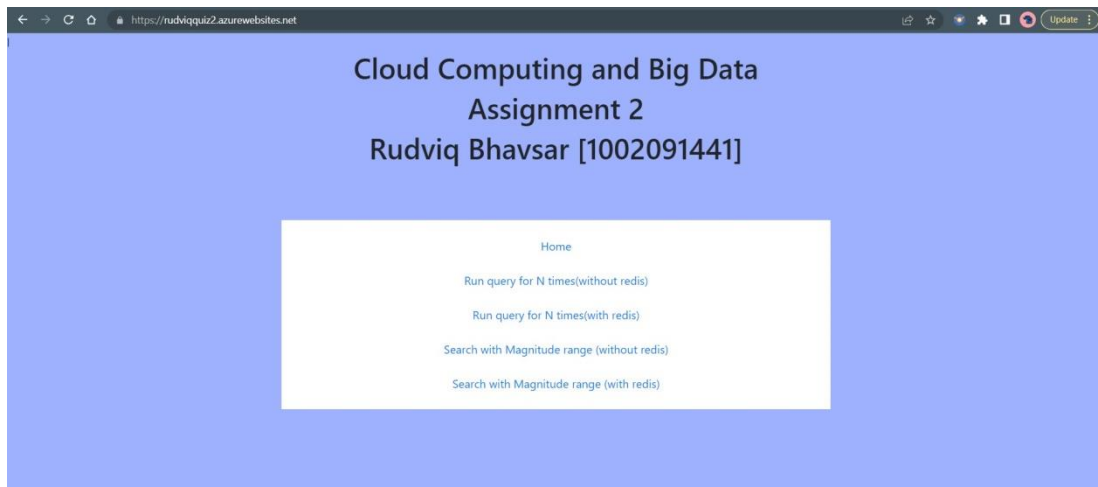 https://rudviqquiz2.azurewebsites.net
Update
Cloud Computing and Big Data
Assignment 2
Rudviq Bhavsar [1002091441]
Home
Run query for N times(without redis)
Run query for N times(with redis)
Search with Magnitude range (without redis)
Search with Magnitude range (with redis)